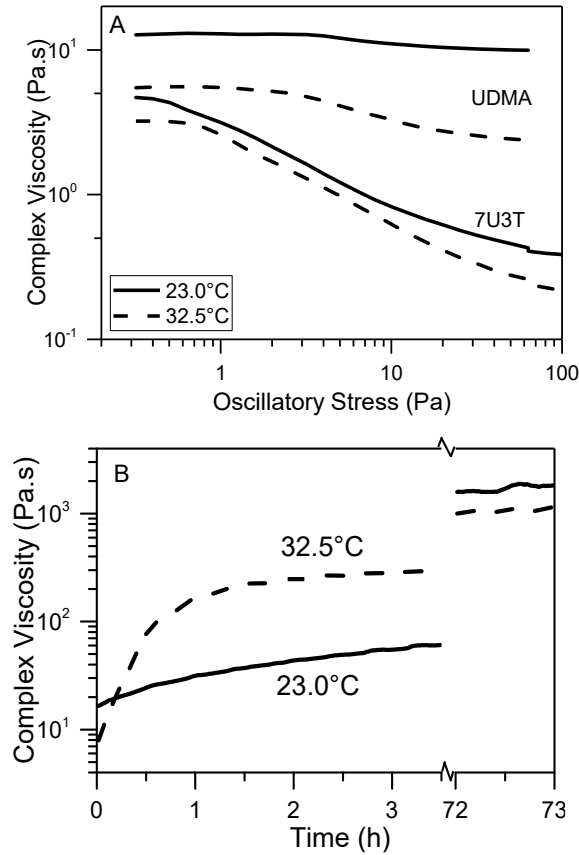 A
Complex Viscosity (Pa.s)
10¹
10⁰
10⁻¹
UDMA
7U3T
23.0°C
32.5°C
1
10
100
Oscillatory Stress (Pa)
B
Complex Viscosity (Pa.s)
10³
10²
10¹
32.5°C
23.0°C
0
1
2
3
72
73
Time (h)